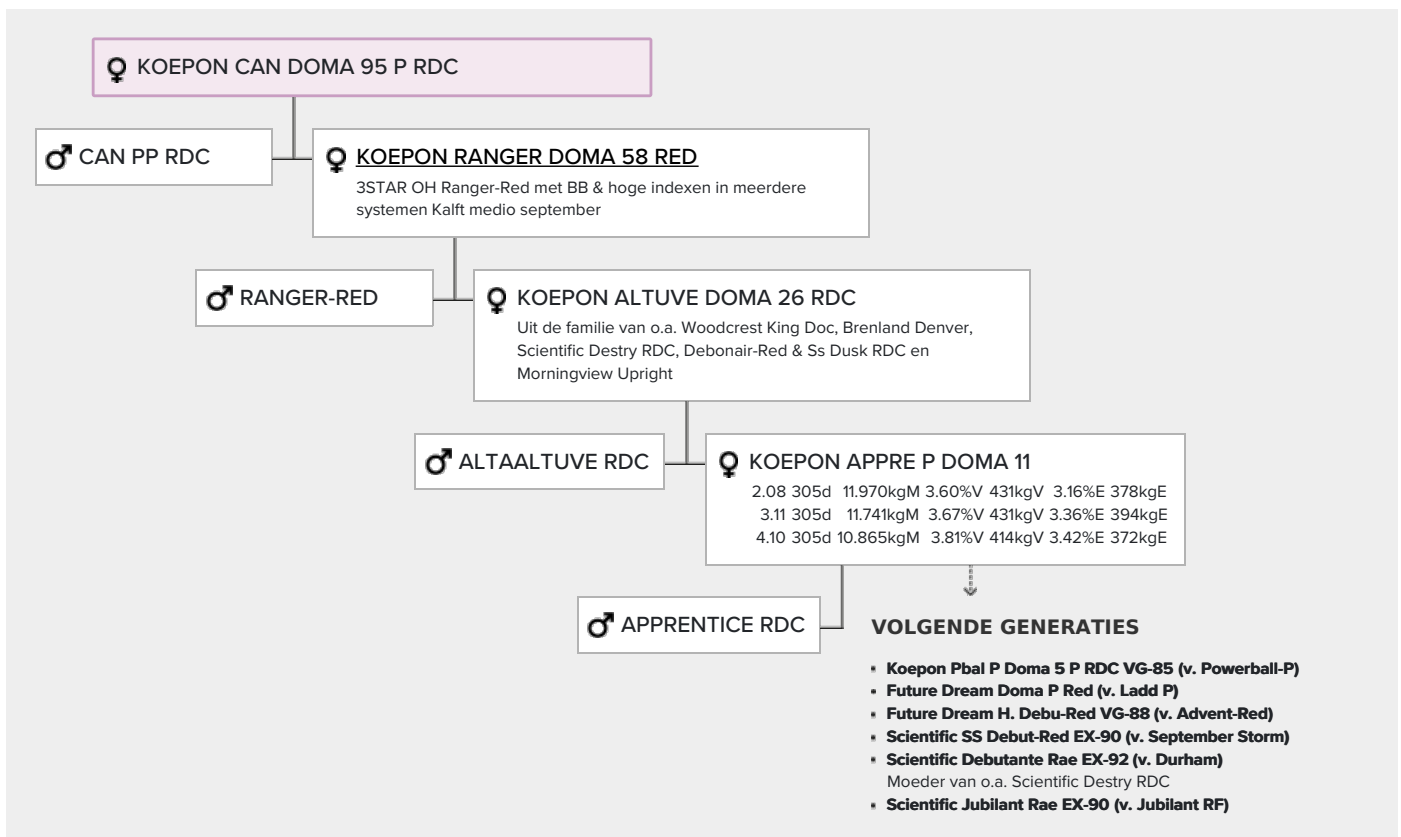 KOEPON CAN DOMA 95 P RDC
CAN PP RDC
KOEPON RANGER DOMA 58 RED
3STAR OH Ranger-Red met BB & hoge indexen in meerdere
systemen Kalft medio september
RANGER-RED
KOEPON ALTUVE DOMA 26 RDC
Uit de familie van o.a. Woodcrest King Doc, Brenland Denver,
Scientific Destry RDC, Debonair-Red & Ss Dusk RDC en
Morningview Upright
ALTAALTUVE RDC
KOEPON APPRE P DOMA 11
2.08 305d 11.970kgM 3.60%V 431kgV 3.16%E 378kgE
3.11 305d 11.741kgM 3.67%V 431kgV 3.36%E 394kgE
4.10 305d 10.865kgM 3.81%V 414kgV 3.42%E 372kgE
APPRENTICE RDC
VOLGENDE GENERATIES
Koepon Pbal P Doma 5 P RDC VG-85 (v. Powerball-P)
Future Dream Doma P Red (v. Ladd P)
Future Dream H. Debu-Red VG-88 (v. Advent-Red)
Scientific SS Debut-Red EX-90 (v. September Storm)
Scientific Debutante Rae EX-92 (v. Durham)
Moeder van o.a. Scientific Destry RDC
Scientific Jubilant Rae EX-90 (v. Jubilant RF)